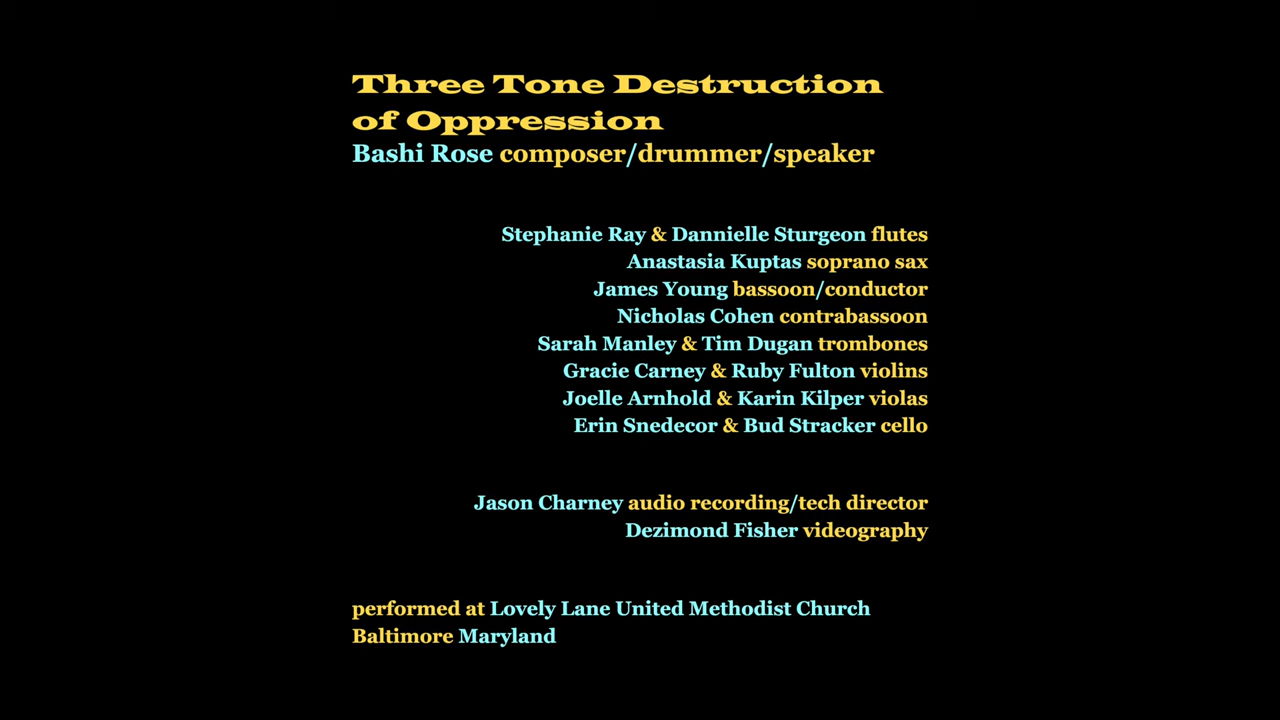 Three Tone Destruction
of Oppression
Bashi Rose composer/drummer/speaker
Stephanie Ray & Dannielle Sturgeon flutes
Anastasia Kuptas soprano sax
James Young bassoon/conductor
Nicholas Cohen contrabassoon
Sarah Manley & Tim Dugan trombones
Gracie Carney & Ruby Fulton violins
Joelle Arnhold & Karin Kilper violas
Erin Snedecor & Bud Stracker cello
Jason Charney audio recording/tech director
Dezimond Fisher videography
performed at Lovely Lane United Methodist Church
Baltimore Maryland